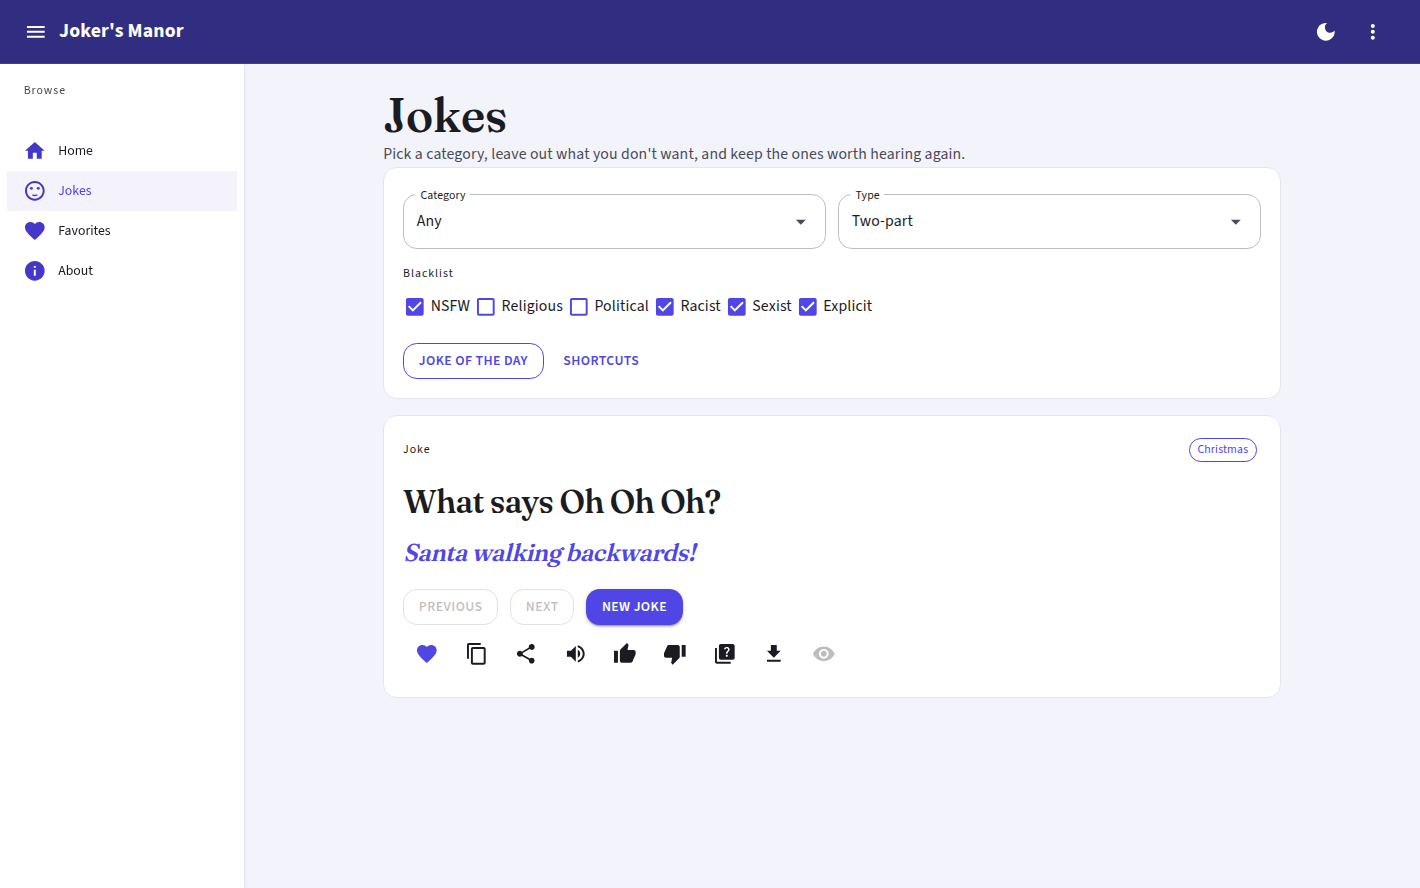 Joker's Manor
Browse
Home
Jokes
Favorites
About
Jokes
Pick a category, leave out what you don't want, and keep the ones worth hearing again.
Category
Any
Type
Two-part
Blacklist
NSFW Religious Political Racist Sexist Explicit
JOKE OF THE DAY SHORTCUTS
Joke
Christmas
What says Oh Oh Oh?
Santa walking backwards!
PREVIOUS NEXT NEW JOKE